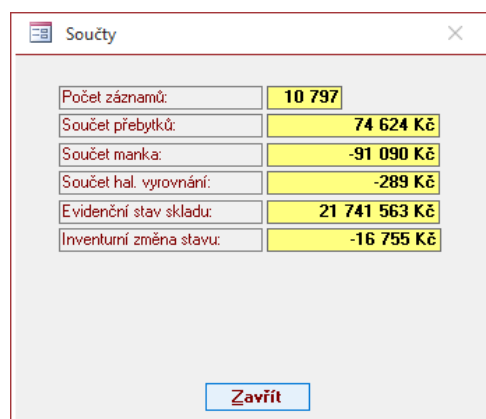 Součty
Počet záznamů: 10 797
Součet přebytků: 74 624 Kč
Součet manka: -91 090 Kč
Součet hal. vyrovnání: -289 Kč
Evidenční stav skladu: 21 741 563 Kč
Inventurní změna stavu: -16 755 Kč
Zavřít